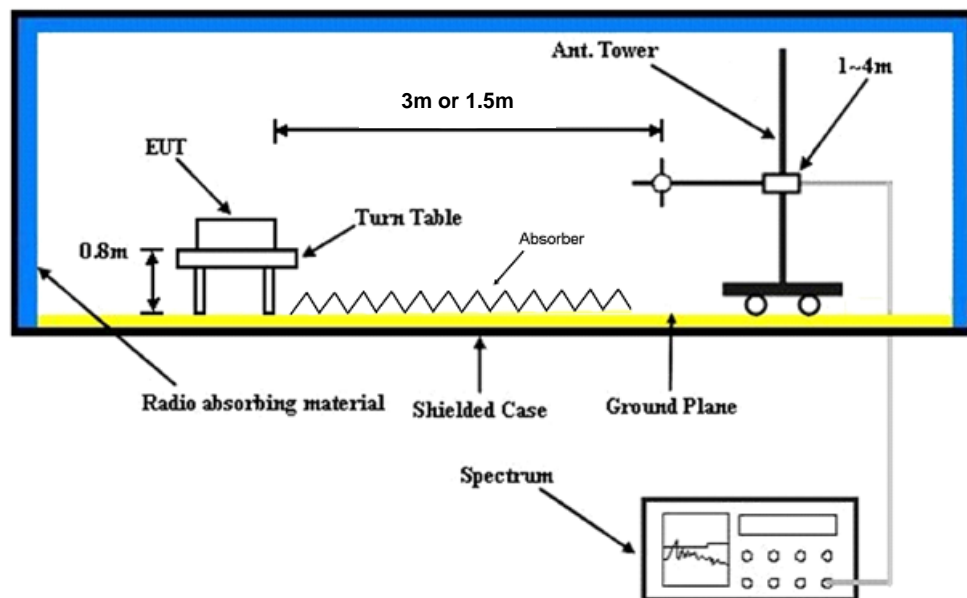 Ant. Tower
1~4m
3m or 1.5m
EUT
Turn Table
0.8m
Absorber
Radio absorbing material
Shielded Case
Ground Plane
Spectrum